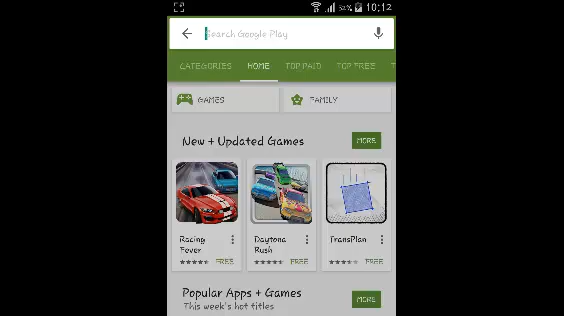 52% 10:12
Search Google Play
CATEGORIES HOME TOP PAID TOP FREE T
GAMES FAMILY
New + Updated Games MORE
Racing Fever
Daytona Rush
TransPlan
FREE FREE FREE
Popular Apps + Games MORE
This week's hot titles